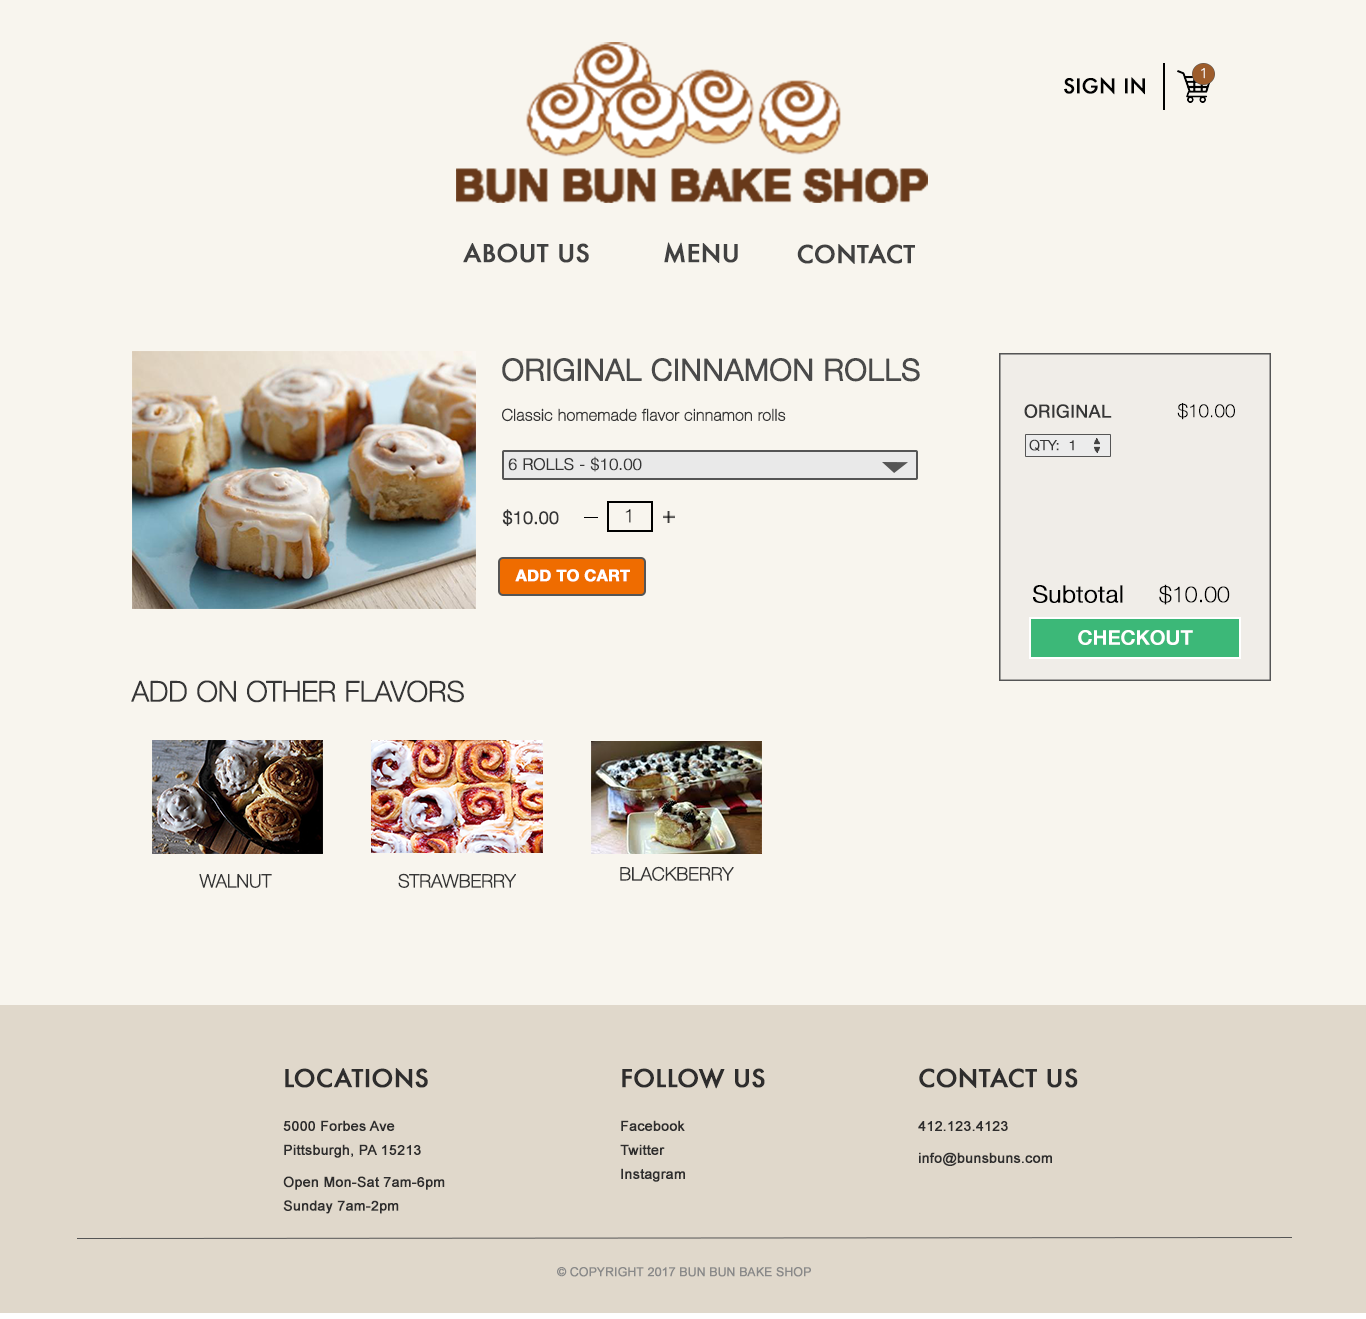 BUN BUN BAKE SHOP
SIGN IN
1
ABOUT US
MENU
CONTACT
ORIGINAL CINNAMON ROLLS
Classic homemade flavor cinnamon rolls
6 ROLLS - $10.00
$10.00 — 1 +
ADD TO CART
ORIGINAL $10.00
QTY: 1
Subtotal $10.00
CHECKOUT
ADD ON OTHER FLAVORS
WALNUT
STRAWBERRY
BLACKBERRY
LOCATIONS
5000 Forbes Ave
Pittsburgh, PA 15213
Open Mon-Sat 7am-6pm
Sunday 7am-2pm
FOLLOW US
Facebook
Twitter
Instagram
CONTACT US
412.123.4123
info@bunsbuns.com
© COPYRIGHT 2017 BUN BUN BAKE SHOP